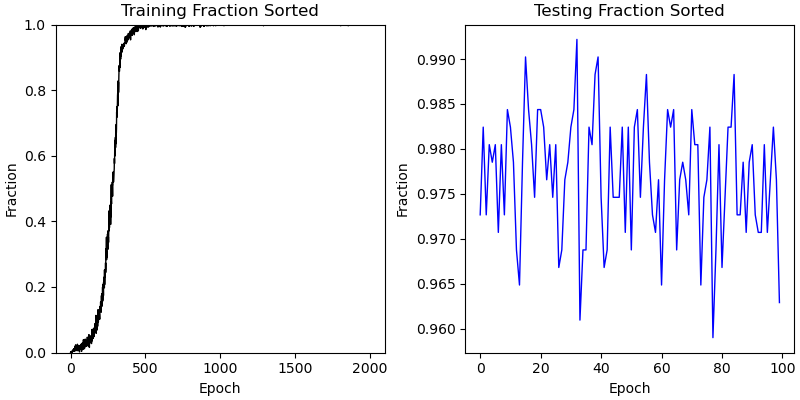 Training Fraction Sorted
Fraction
1.0
0.8
0.6
0.4
0.2
0.0
0 500 1000 1500 2000
Epoch
Testing Fraction Sorted
Fraction
0.990
0.985
0.980
0.975
0.970
0.965
0.960
0 20 40 60 80 100
Epoch